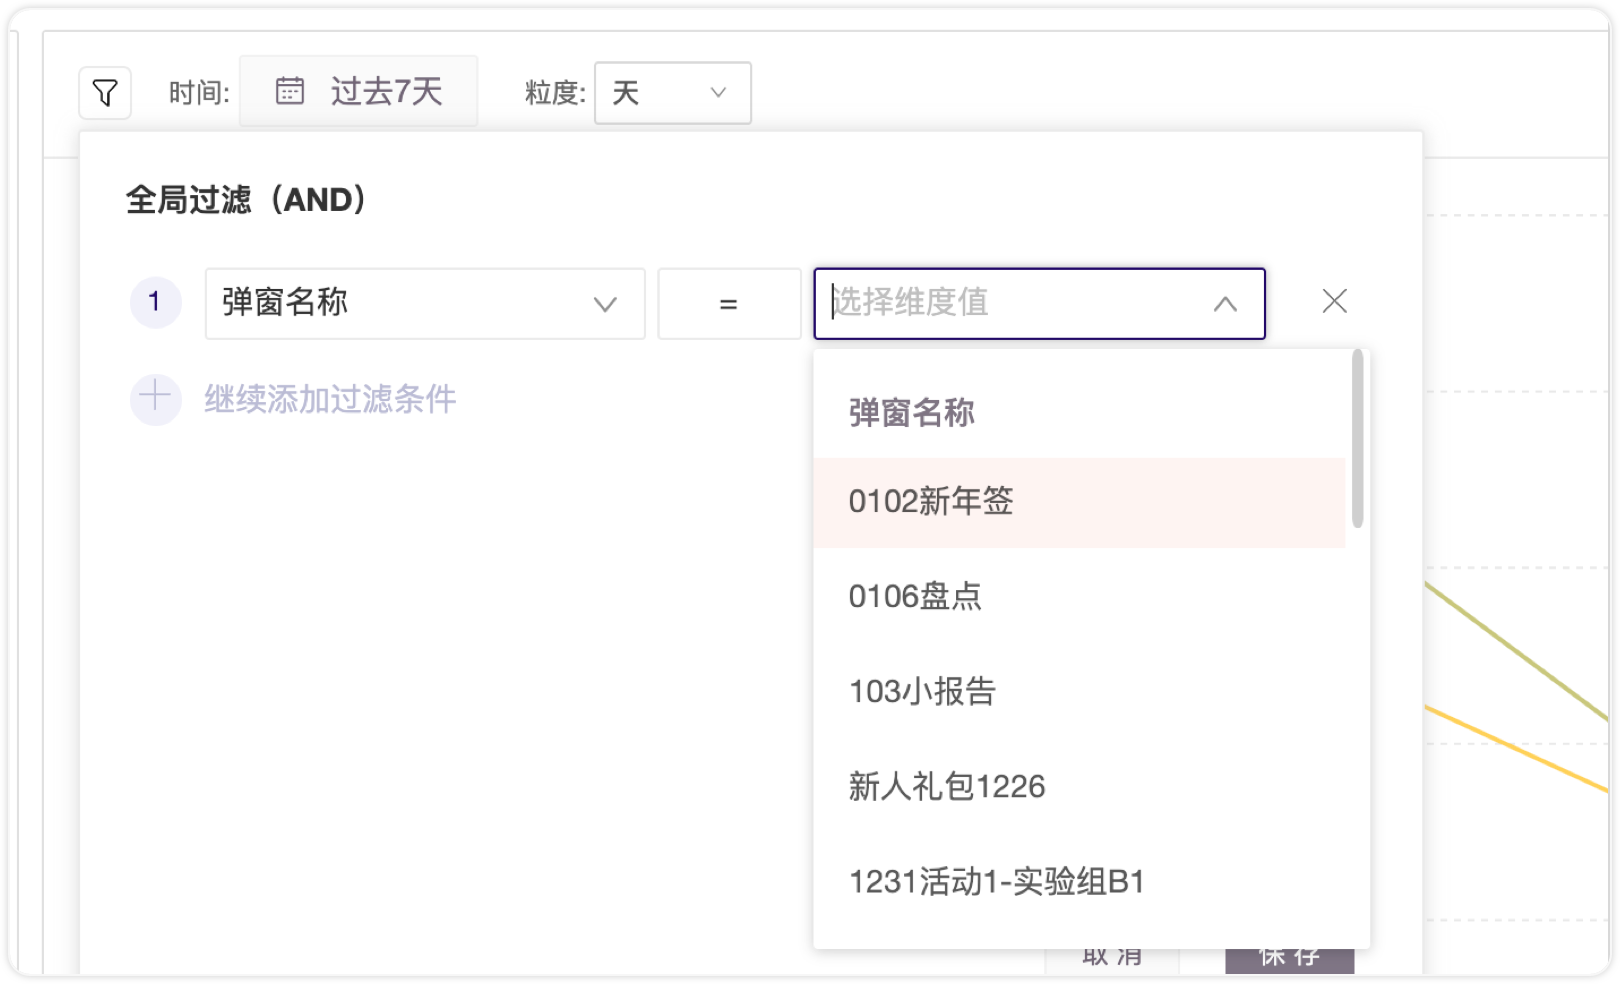 时间: 过去7天 粒度: 天
全局过滤（AND）
1 弹窗名称 = 选择维度值
继续添加过滤条件
弹窗名称
0102新年签
0106盘点
103小报告
新人礼包1226
1231活动1-实验组B1
取消 保存